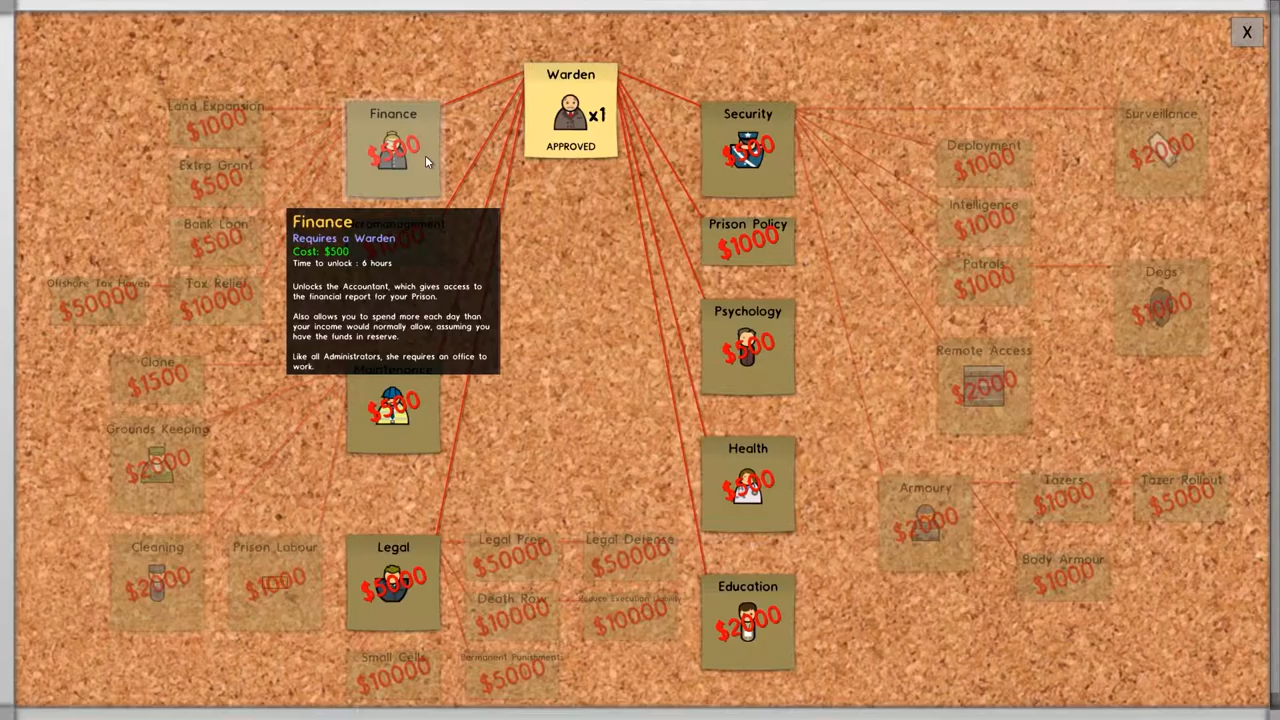 X
Warden
x1
APPROVED
Land Expansion
$1000
Finance
$500
Security
$500
Surveillance
$2000
Extra Grant
$500
Deployment
$1000
Bank Loan
$500
Finance
Requires a Warden
Cost: $500
Time to unlock : 6 hours
Unlocks the Accountant, which gives access to
the financial report for your Prison.
Also allows you to spend more each day than
your income would normally allow, assuming you
have the funds in reserve.
Like all Administrators, she requires an office to
work.
Prison Policy
$1000
Intelligence
$1000
Offshore Tax Haven
$50000
Tax Relief
$10000
Patrols
$1000
Dogs
$1000
Psychology
$500
Remote Access
$2000
Clone
$1500
Maintenance
$500
Grounds Keeping
$2000
Health
$500
Armoury
$2000
Tazers
$1000
Tazer Rollout
$5000
Cleaning
$2000
Prison Labour
$1000
Legal
$5000
Legal Prep
$50000
Legal Defense
$50000
Body Armour
$1000
Death Row
$10000
Reduce Execution Liability
$10000
Education
$2000
Small Cells
$10000
Permanent Punishments
$5000